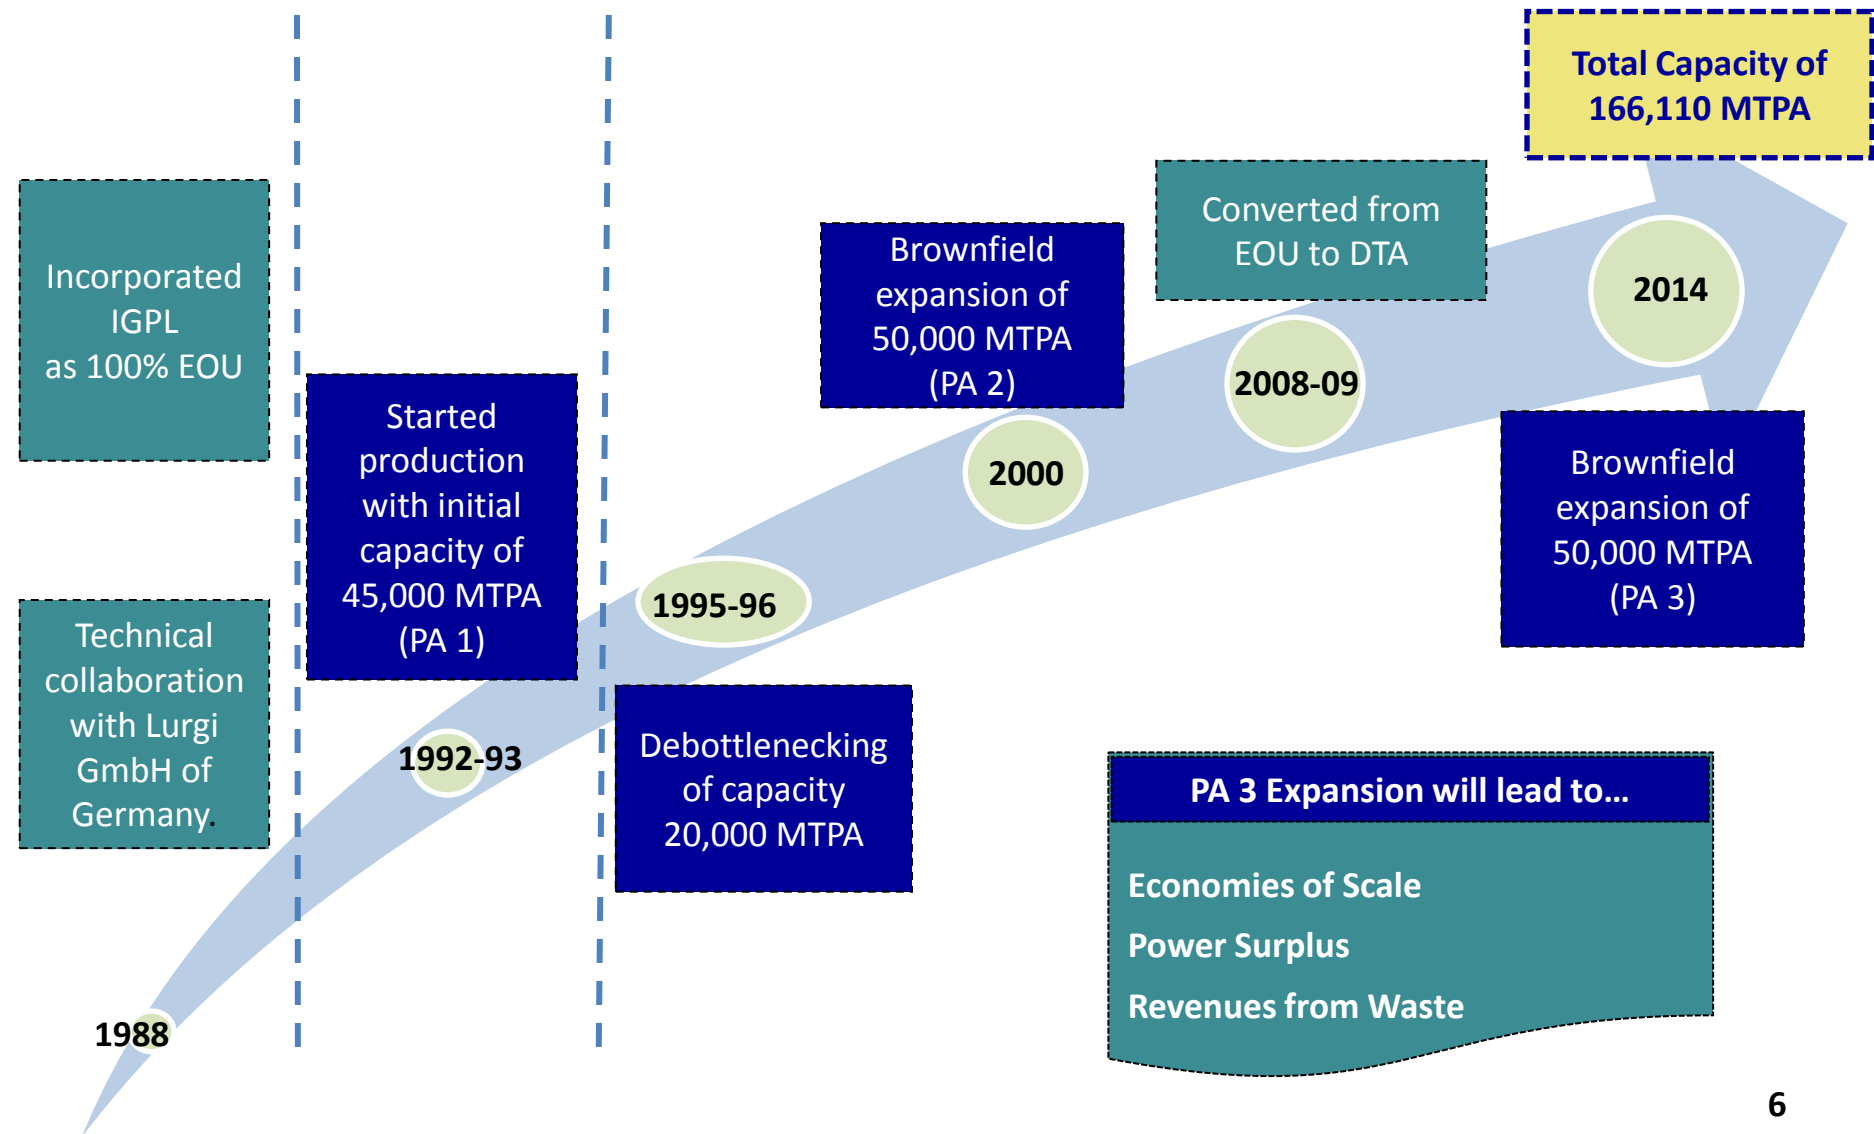 Incorporated
IGPL
as 100% EOU
Technical
collaboration
with Lurgi
GmbH of
Germany.
1988
Started
production
with initial
capacity of
45,000 MTPA
(PA 1)
1992-93
1995-96
Debottlenecking
of capacity
20,000 MTPA
Brownfield
expansion of
50,000 MTPA
(PA 2)
2000
Converted from
EOU to DTA
2008-09
Total Capacity of
166,110 MTPA
2014
Brownfield
expansion of
50,000 MTPA
(PA 3)
PA 3 Expansion will lead to…
Economies of Scale
Power Surplus
Revenues from Waste
6